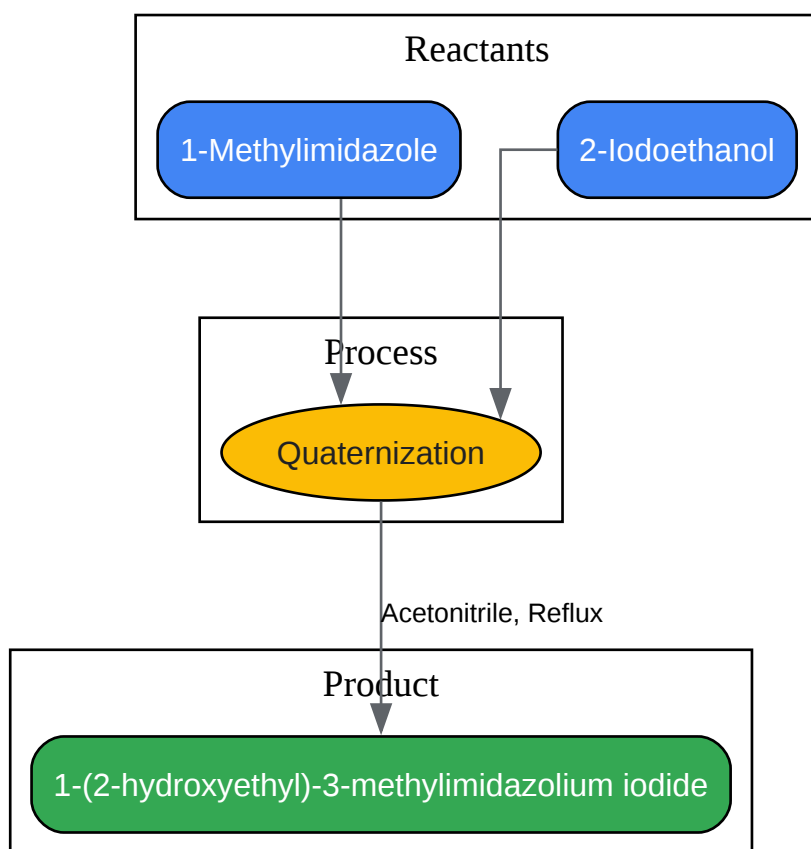 Reactants
1-Methylimidazole
2-Iodoethanol
Process
Quaternization
Acetonitrile, Reflux
Product
1-(2-hydroxyethyl)-3-methylimidazolium iodide